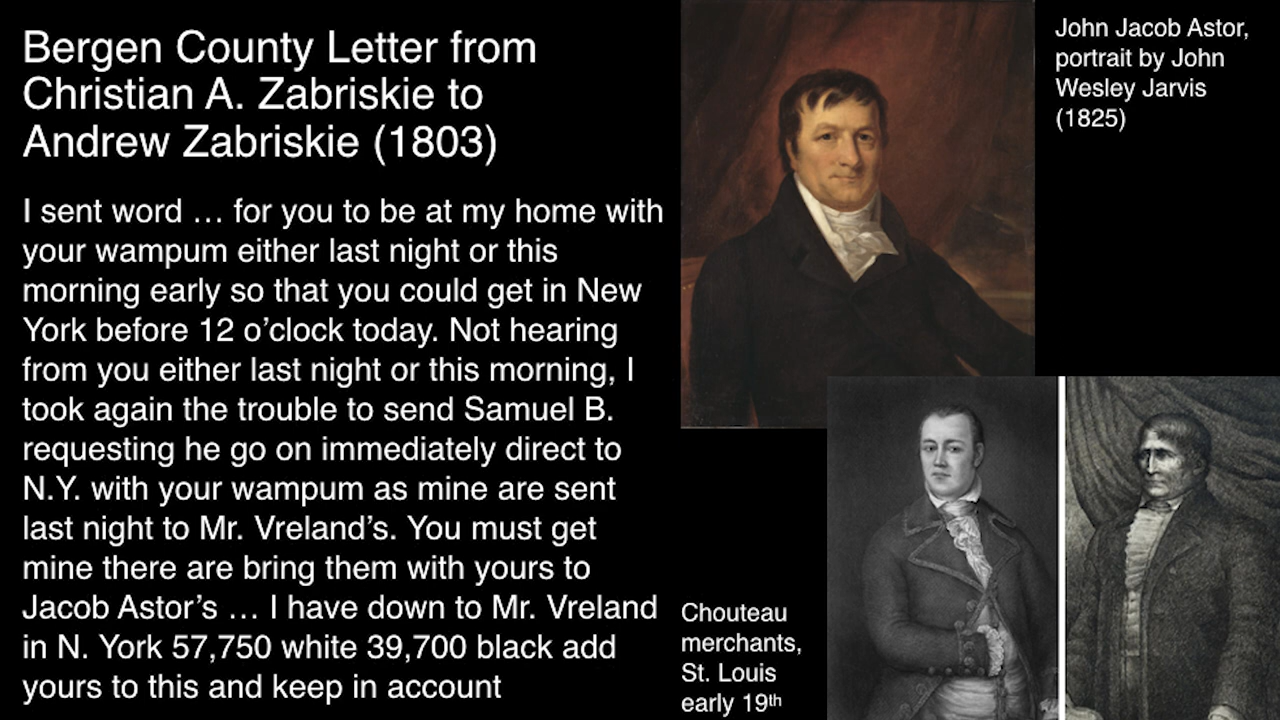 Bergen County Letter from
Christian A. Zabriskie to
Andrew Zabriskie (1803)
I sent word … for you to be at my home with
your wampum either last night or this
morning early so that you could get in New
York before 12 o’clock today. Not hearing
from you either last night or this morning, I
took again the trouble to send Samuel B.
requesting he go on immediately direct to
N.Y. with your wampum as mine are sent
last night to Mr. Vreland’s. You must get
mine there are bring them with yours to
Jacob Astor’s … I have down to Mr. Vreland
in N. York 57,750 white 39,700 black add
yours to this and keep in account
John Jacob Astor,
portrait by John
Wesley Jarvis
(1825)
Chouteau
merchants,
St. Louis
early 19th